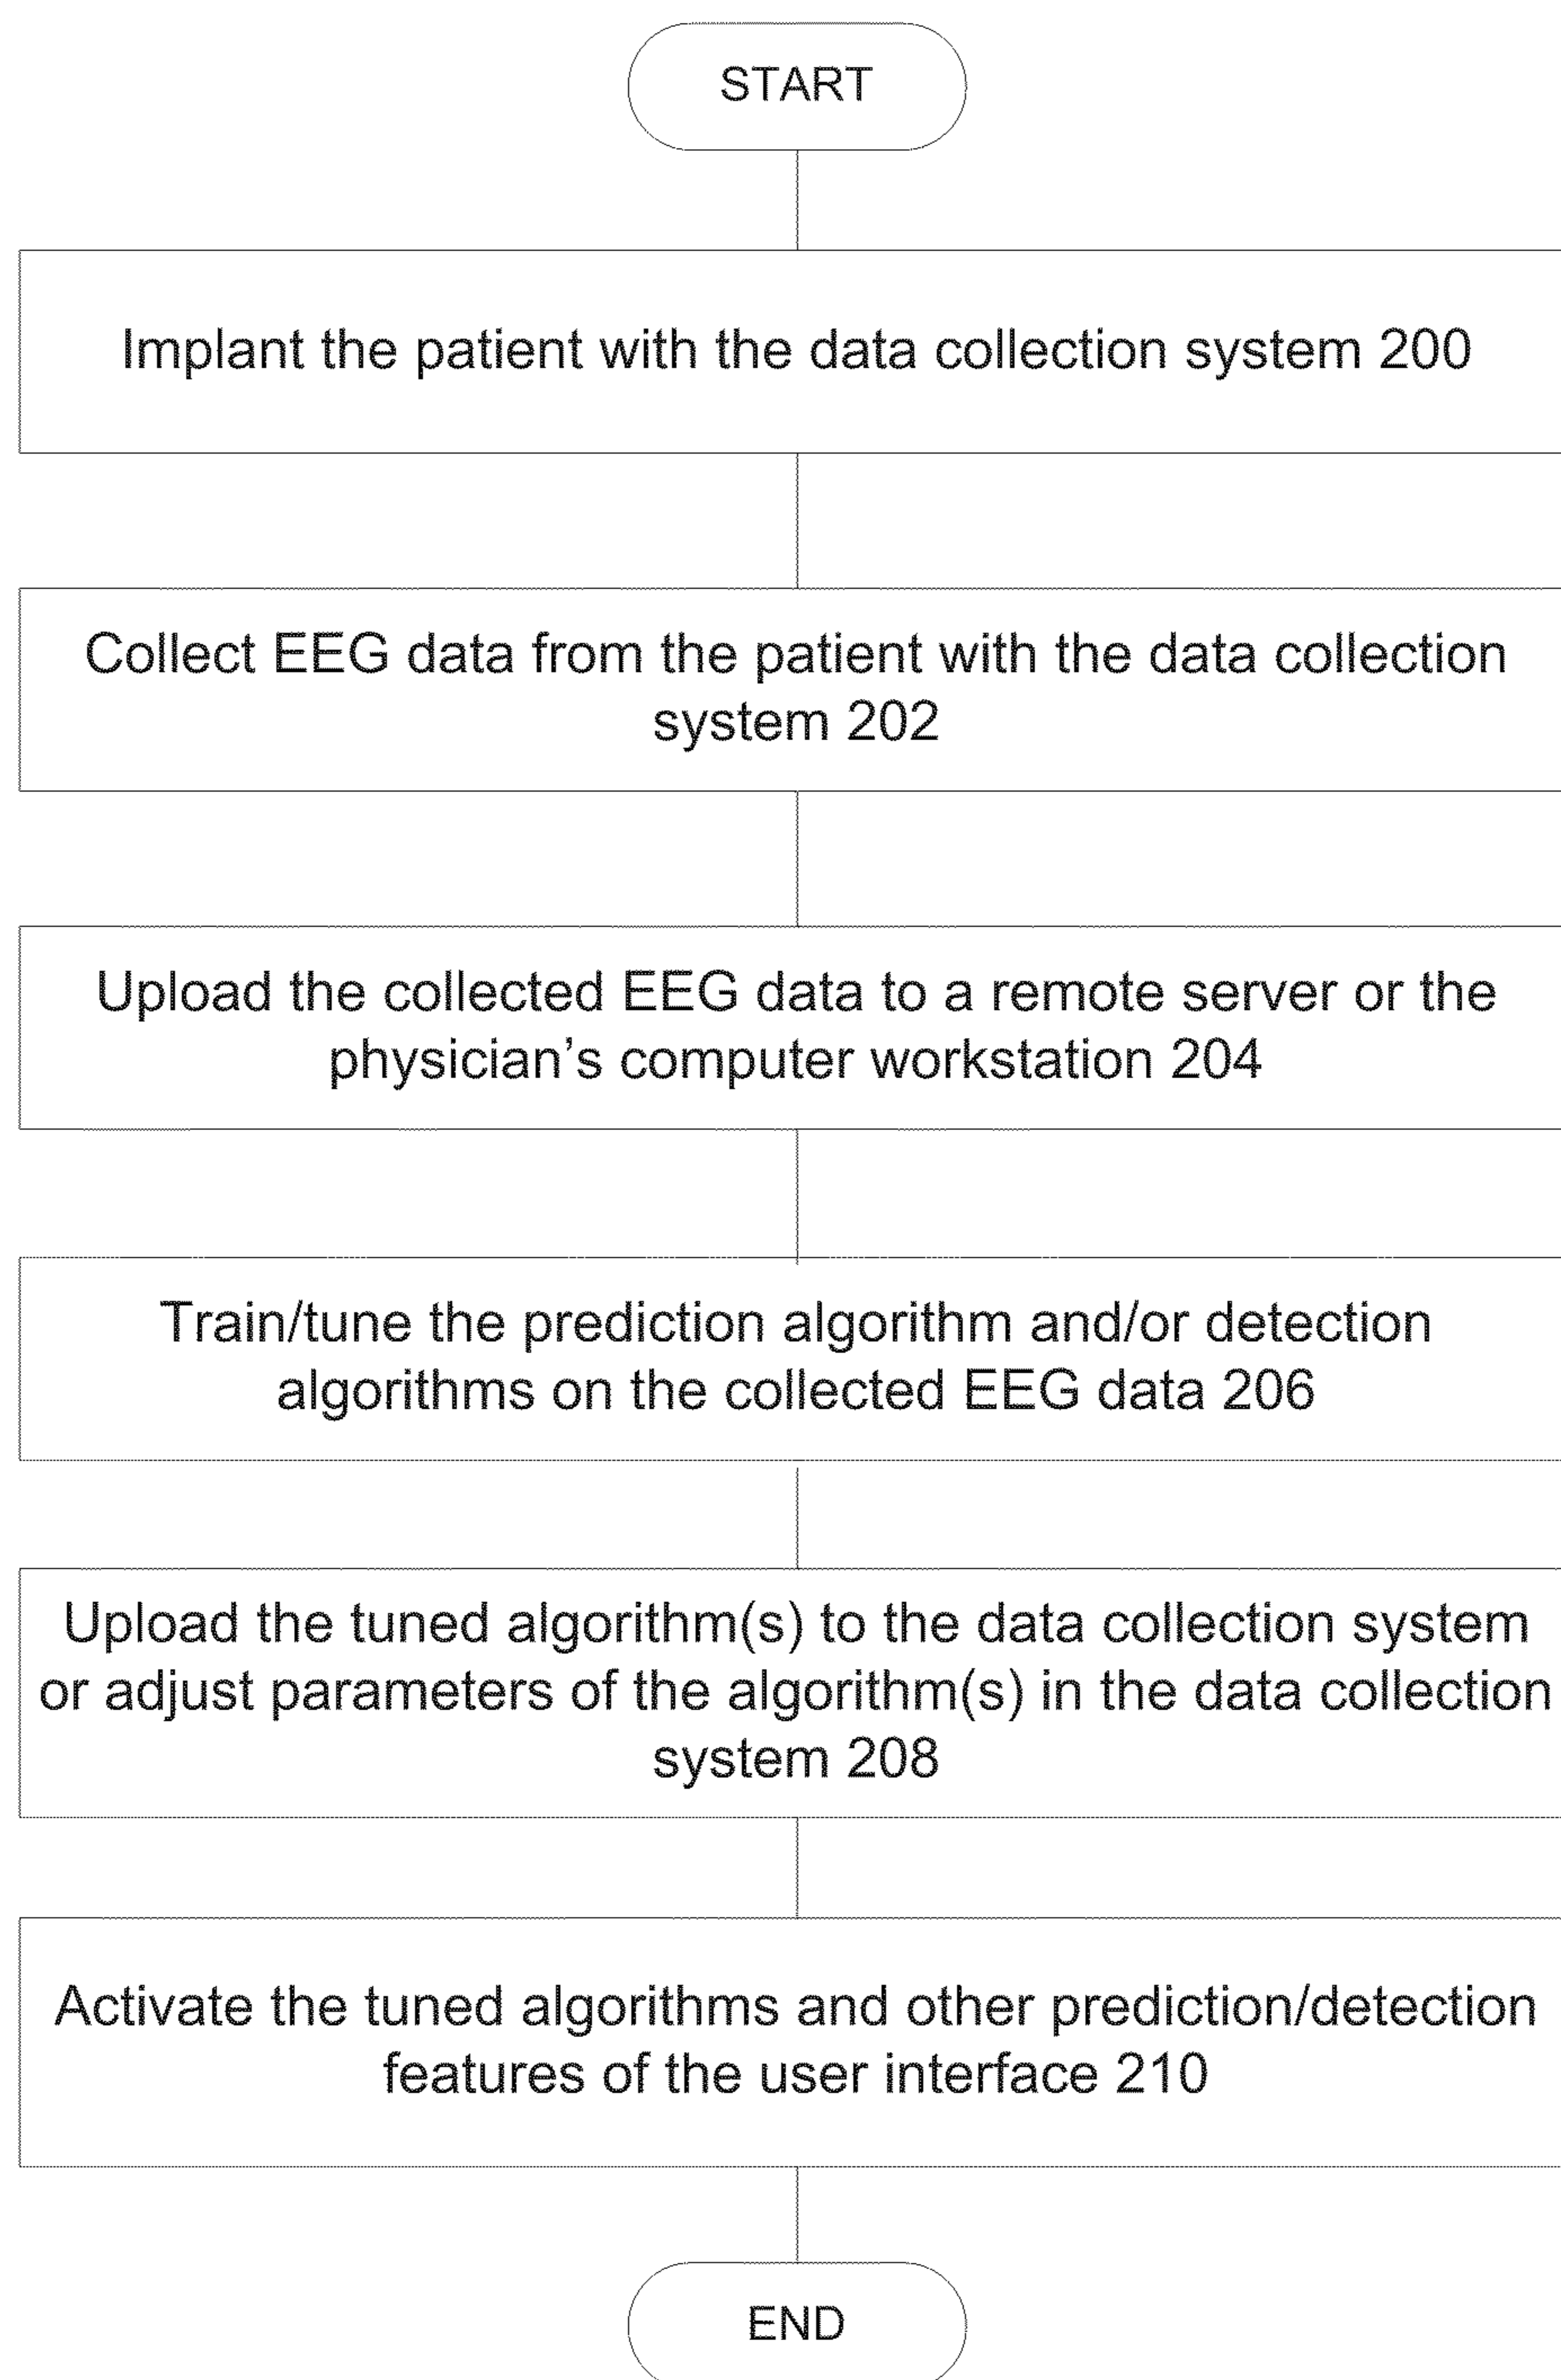 START
Implant the patient with the data collection system 200
Collect EEG data from the patient with the data collection
system 202
Upload the collected EEG data to a remote server or the
physician’s computer workstation 204
Train/tune the prediction algorithm and/or detection
algorithms on the collected EEG data 206
Upload the tuned algorithm(s) to the data collection system
or adjust parameters of the algorithm(s) in the data collection
system 208
Activate the tuned algorithms and other prediction/detection
features of the user interface 210
END